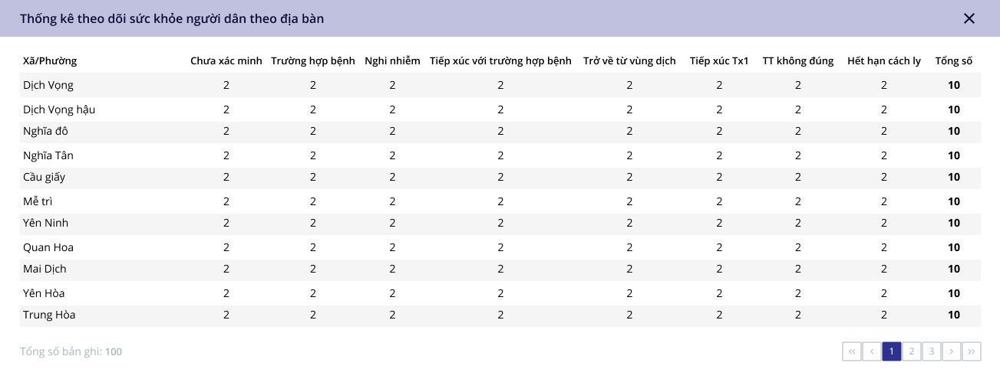 Thống kê theo dõi sức khỏe người dân theo địa bàn
Xã/Phường Chưa xác minh Trường hợp bệnh Nghi nhiễm Tiếp xúc với trường hợp bệnh Trở về từ vùng dịch Tiếp xúc Tx1 TT không đúng Hết hạn cách ly Tổng số
Dịch Vọng 2 2 2 2 2 2 2 2 10
Dịch Vọng hậu 2 2 2 2 2 2 2 2 10
Nghĩa đô 2 2 2 2 2 2 2 2 10
Nghĩa Tân 2 2 2 2 2 2 2 2 10
Cầu giấy 2 2 2 2 2 2 2 2 10
Mễ trì 2 2 2 2 2 2 2 2 10
Yên Ninh 2 2 2 2 2 2 2 2 10
Quan Hoa 2 2 2 2 2 2 2 2 10
Mai Dịch 2 2 2 2 2 2 2 2 10
Yên Hòa 2 2 2 2 2 2 2 2 10
Trung Hòa 2 2 2 2 2 2 2 2 10
Tổng số bản ghi: 100 « ‹ 1 2 3 › »